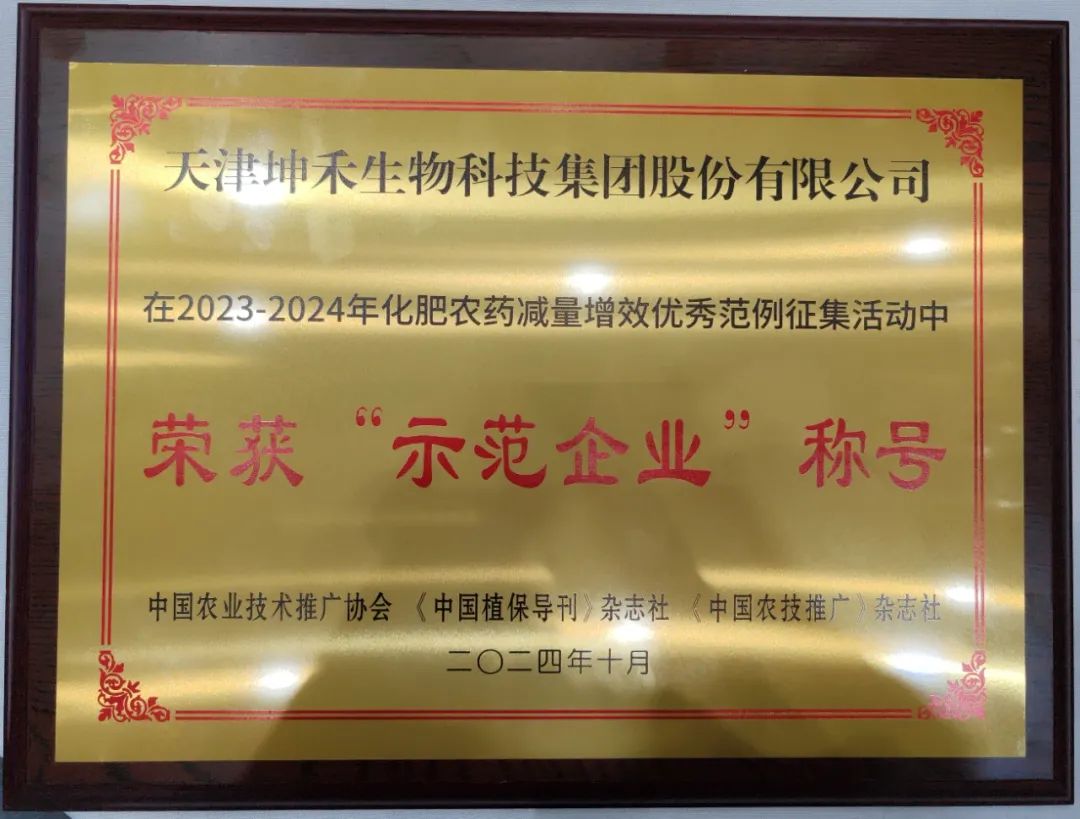 天津坤禾生物科技集团股份有限公司
在2023-2024年化肥农药减量增效优秀范例征集活动中
荣获“示范企业”称号
中国农业技术推广协会 《中国植保导刊》杂志社 《中国农技推广》杂志社
二〇二四年十月